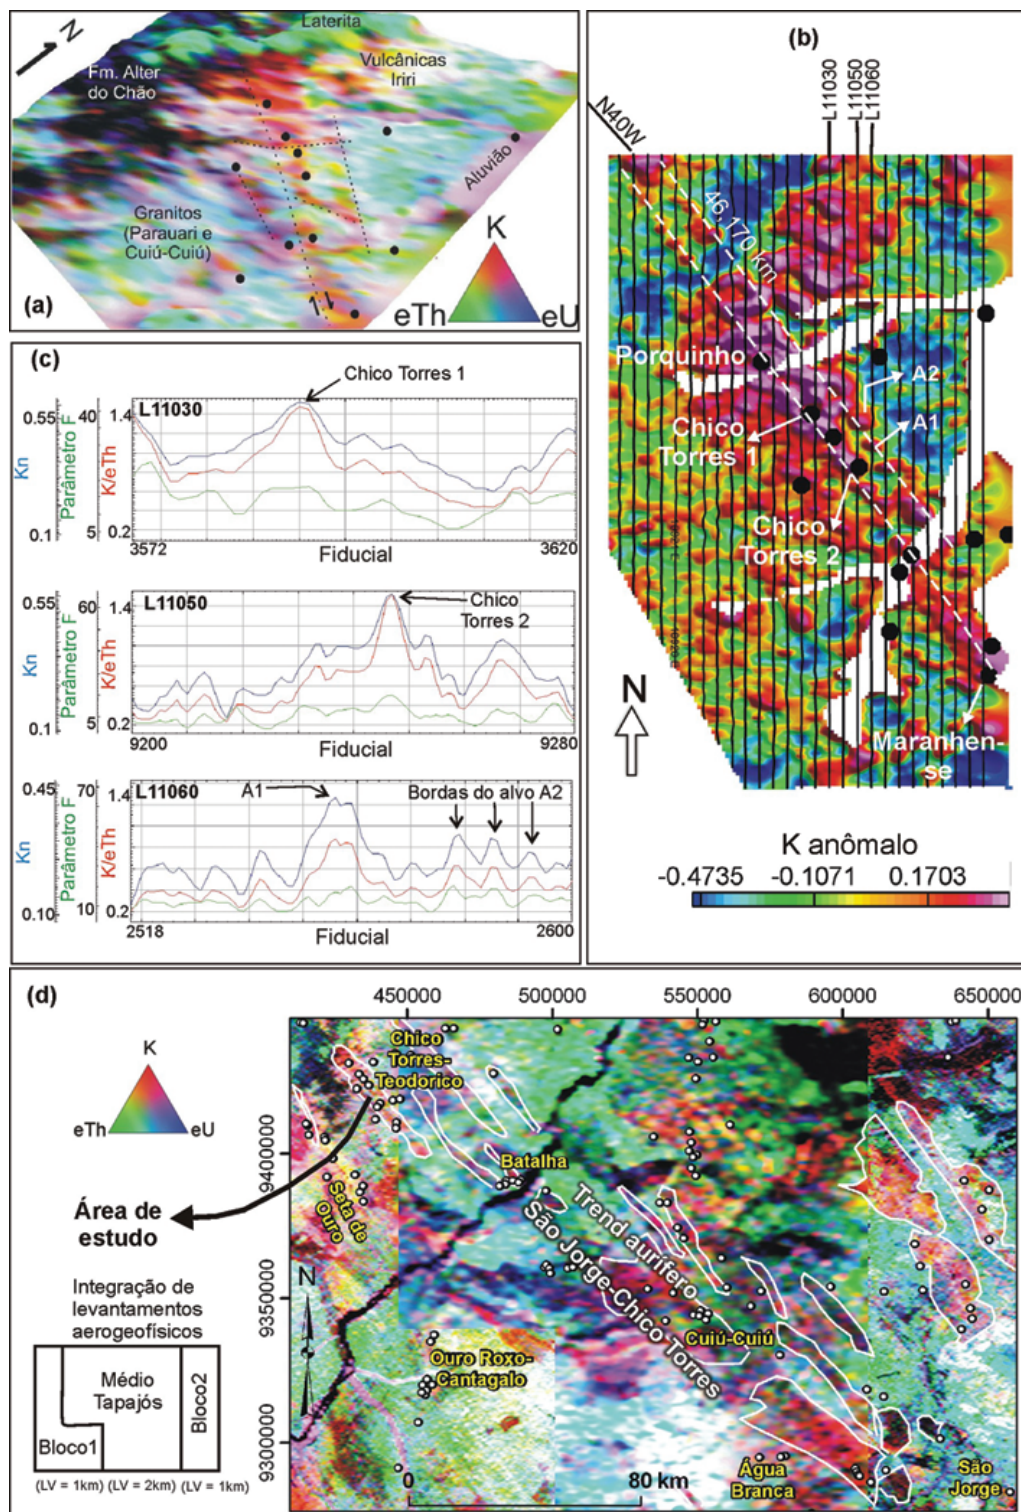 Laterita
N
Fm. Alter
do Chão
Vulcânicas
Iriri
Aluvião
Granitos
(Parauari e
Cuiú-Cuiú)
K
eTh
eU
(a)
(b)
L11030
L11050
L11060
N40W
46,170 km
Porquinho
A2
A1
Chico
Torres 1
Chico
Torres 2
N
Maranhen-
se
K anômalo
-0.4735 -0.1071 0.1703
(c)
Chico Torres 1
L11030
Kn
0.55
0.1
Parâmetro F
40
5
K/eTh
1.4
0.2
3572
Fiducial
3620
L11050
Chico
Torres 2
Kn
0.55
0.1
Parâmetro F
60
5
K/eTh
1.4
0.2
9200
Fiducial
9280
L11060
A1
Bordas do alvo A2
Kn
0.45
0.10
Parâmetro F
70
10
K/eTh
1.4
0.2
2518
Fiducial
2600
(d)
450000 500000 550000 600000 650000
K
eTh
eU
Chico
Torres-
Teodorico
9400000
9350000
9300000
Batalha
Seta de
Ouro
Área de
estudo
Trend aurífero
São Jorge-Chico Torres
N
Cuiú-Cuiú
Ouro Roxo-
Cantagalo
Integração de
levantamentos
aerogeofísicos
Médio
Tapajós
Bloco1
Bloco2
(LV = 1km) (LV = 2km) (LV = 1km)
0 80 km
Água
Branca
São
Jorge